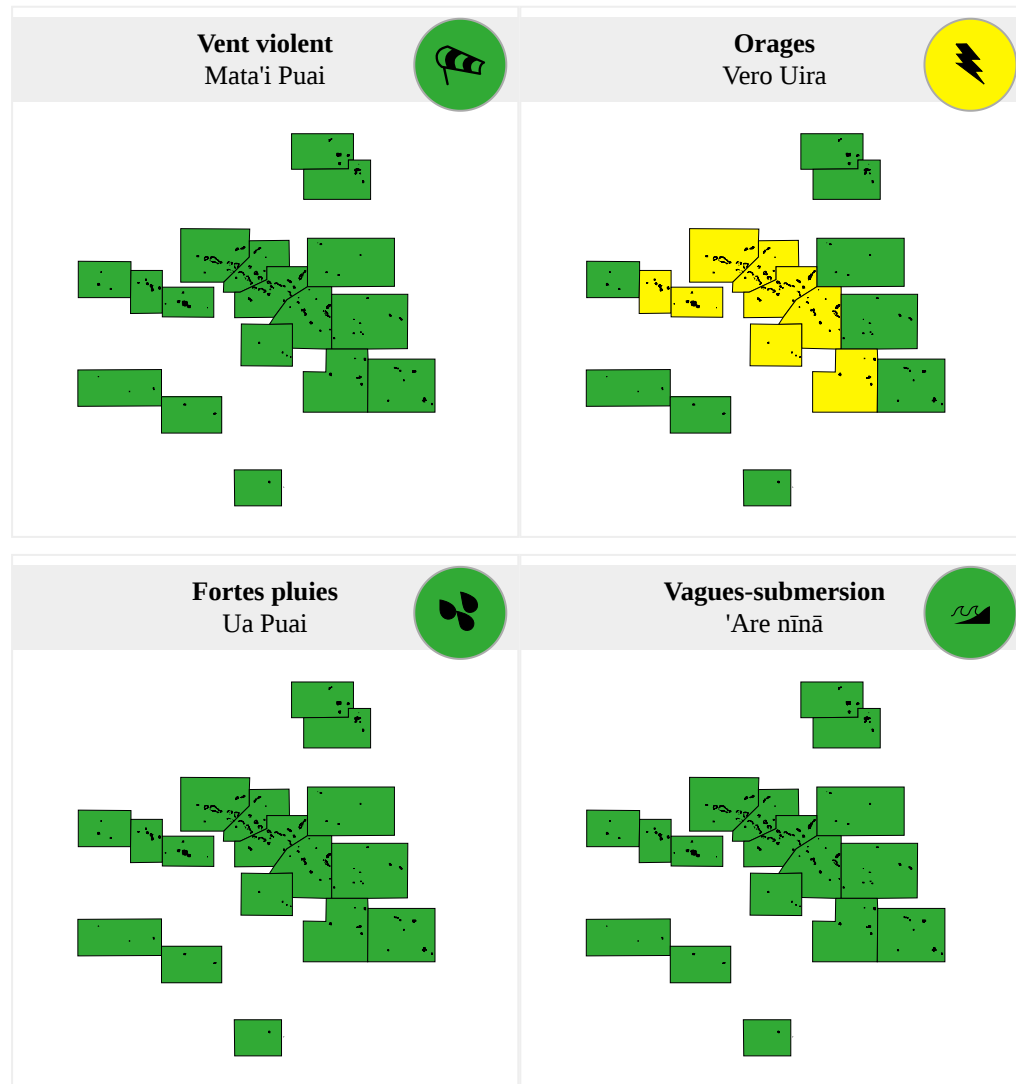 Vent violent
Mata'i Puai
Orages
Vero Uira
Fortes pluies
Ua Puai
Vagues-submersion
'Are nīnā